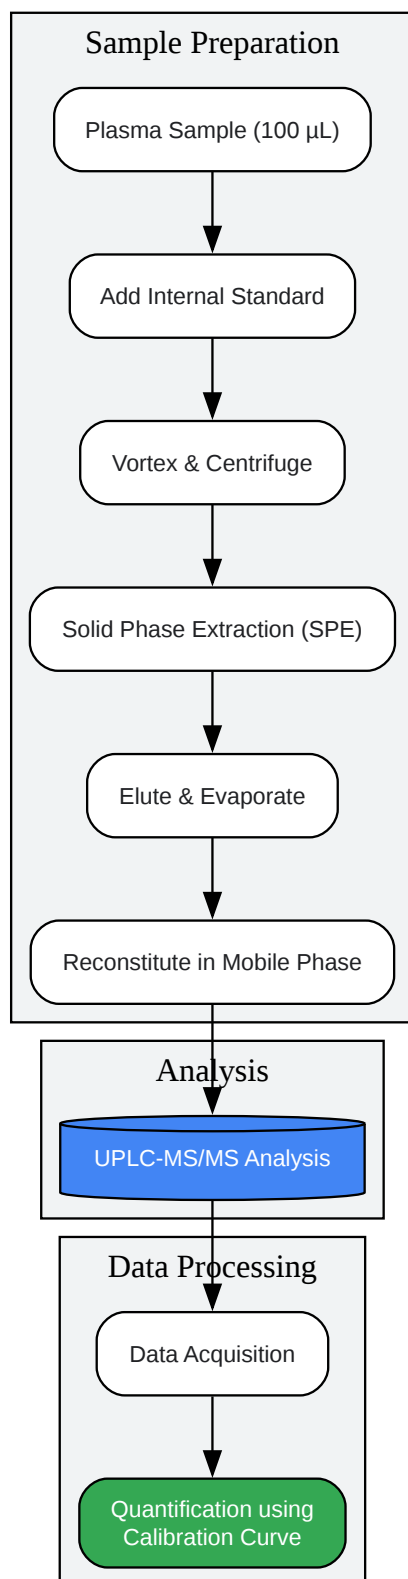 Sample Preparation
Plasma Sample (100 µL)
Add Internal Standard
Vortex & Centrifuge
Solid Phase Extraction (SPE)
Elute & Evaporate
Reconstitute in Mobile Phase
Analysis
UPLC-MS/MS Analysis
Data Processing
Data Acquisition
Quantification using
Calibration Curve